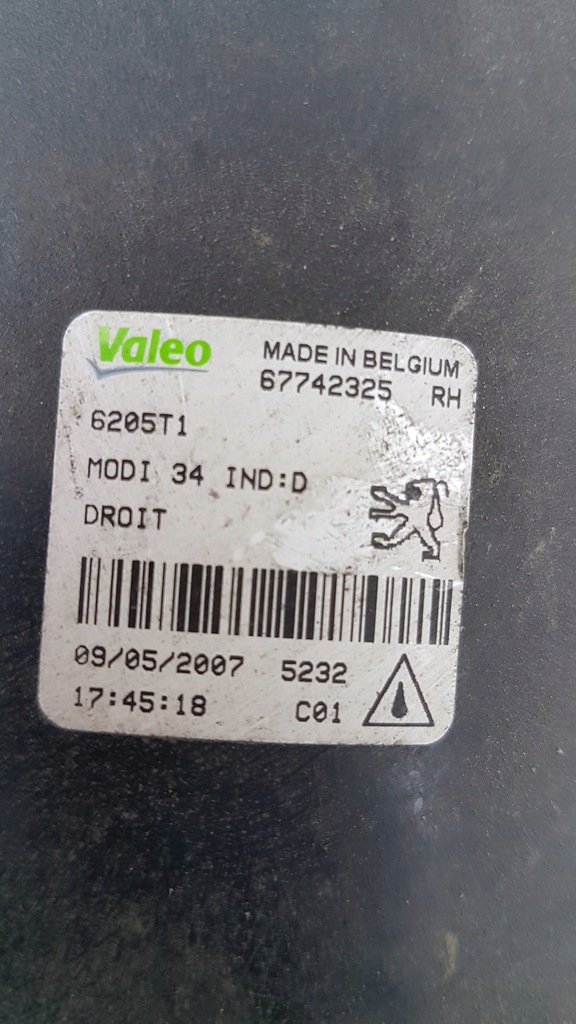 Valeo
MADE IN BELGIUM
67742325 RH
6205T1
MODI 34 IND:D
DROIT
09/05/2007 5232
17:45:18 C01